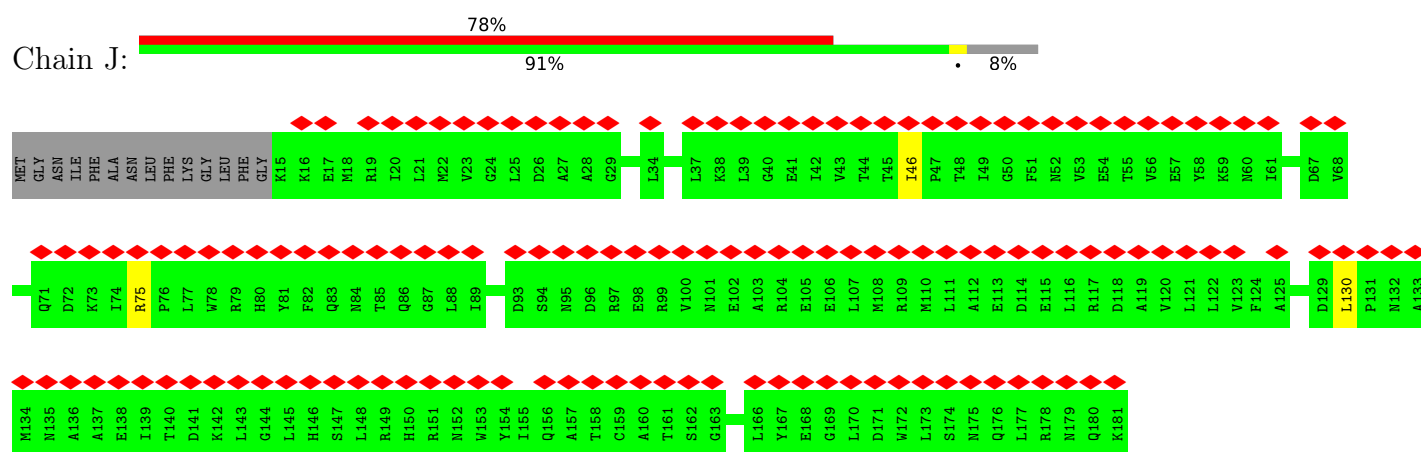 78%
Chain J:
91% • 8%
MET GLY ASN ILE PHE ALA ASN LEU PHE LYS GLY LEU PHE GLY K15 K16 E17 M18 R19 I20 L21 M22 V23 G24 L25 D26 A27 A28 G29 L34 L37 K38 L39 G40 E41 I42 V43 T44 T45 I46 P47 T48 I49 G50 F51 N52 V53 E54 T55 V56 E57 Y58 K59 N60 I61 D67 V68
Q71 D72 K73 I74 R75 P76 L77 W78 R79 H80 Y81 F82 Q83 N84 T85 Q86 G87 L88 I89 D93 S94 N95 D96 R97 E98 R99 V100 N101 E102 A103 R104 E105 E106 L107 M108 R109 M110 L111 A112 E113 D114 E115 L116 R117 D118 A119 V120 L121 L122 V123 F124 A125 D129 L130 P131 N132 A133
M134 N135 A136 A137 E138 I139 T140 D141 K142 L143 G144 L145 H146 S147 L148 R149 H150 R151 N152 W153 Y154 I155 Q156 A157 T158 C159 A160 T161 S162 G163 L166 Y167 E168 G169 L170 D171 W172 L173 S174 N175 Q176 L177 R178 N179 Q180 K181